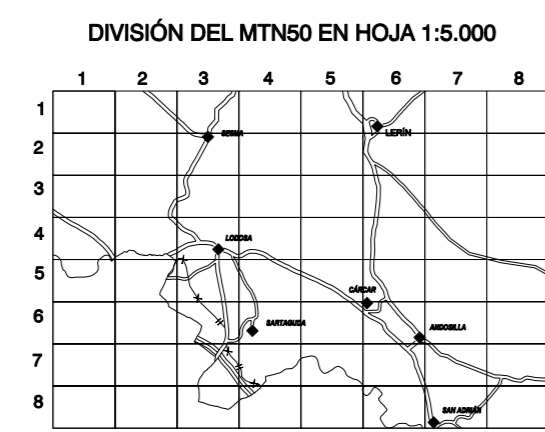 DIVISIÓN DEL MTN50 EN HOJA 1:5.000
1 2 3 4 5 6 7 8
1
LERÍN
SESMA
2
3
4
LODOSA
5
CÁRCAR
6
SARTAGUDA
ANDOSILLA
7
8
SAN ADRIÁN